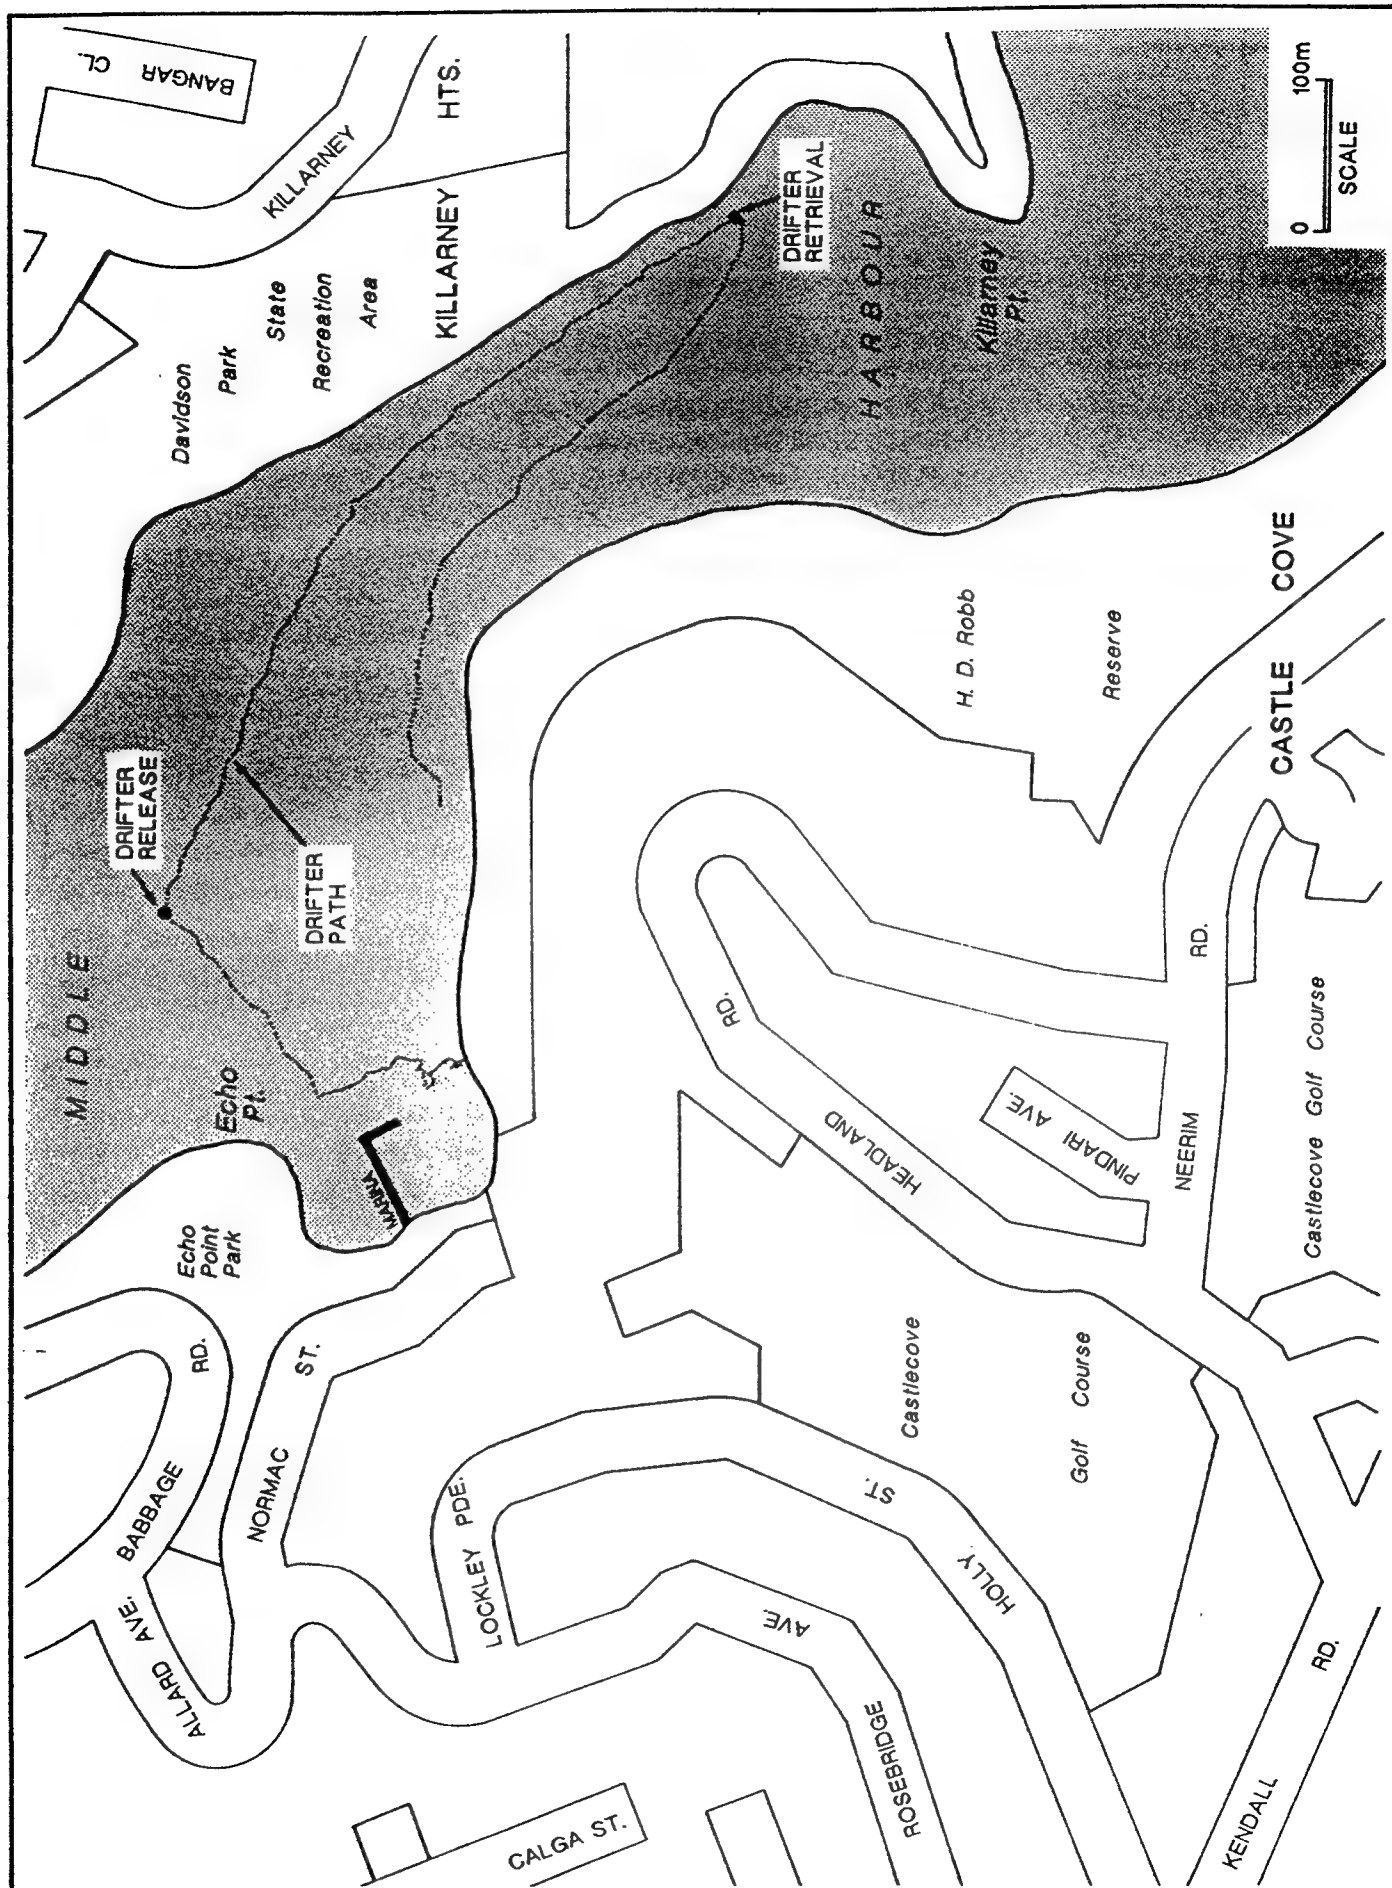 BANGAR
CL.
KILLARNEY
KILLARNEY HTS.
Davidson
Park
State
Recreation
Area
DRIFTER
RETRIEVAL
MIDDLE
HARBOUR
Killarney
Pt.
0 100m
SCALE
DRIFTER
RELEASE
DRIFTER
PATH
Echo
Pt.
MARINA
Echo
Point
Park
H. D. Robb
Reserve
CASTLE COVE
RD.
BABBAGE
ST.
NORMAC
ALLARD AVE.
LOCKLEY PDE.
RD.
HEADLAND
PINDARI AVE.
RD.
NEERIM
Castlecove Golf Course
Castlecove
Golf Course
ST.
HOLLY
AVE.
ROSEBRIDGE
CALGA ST.
RD.
KENDALL